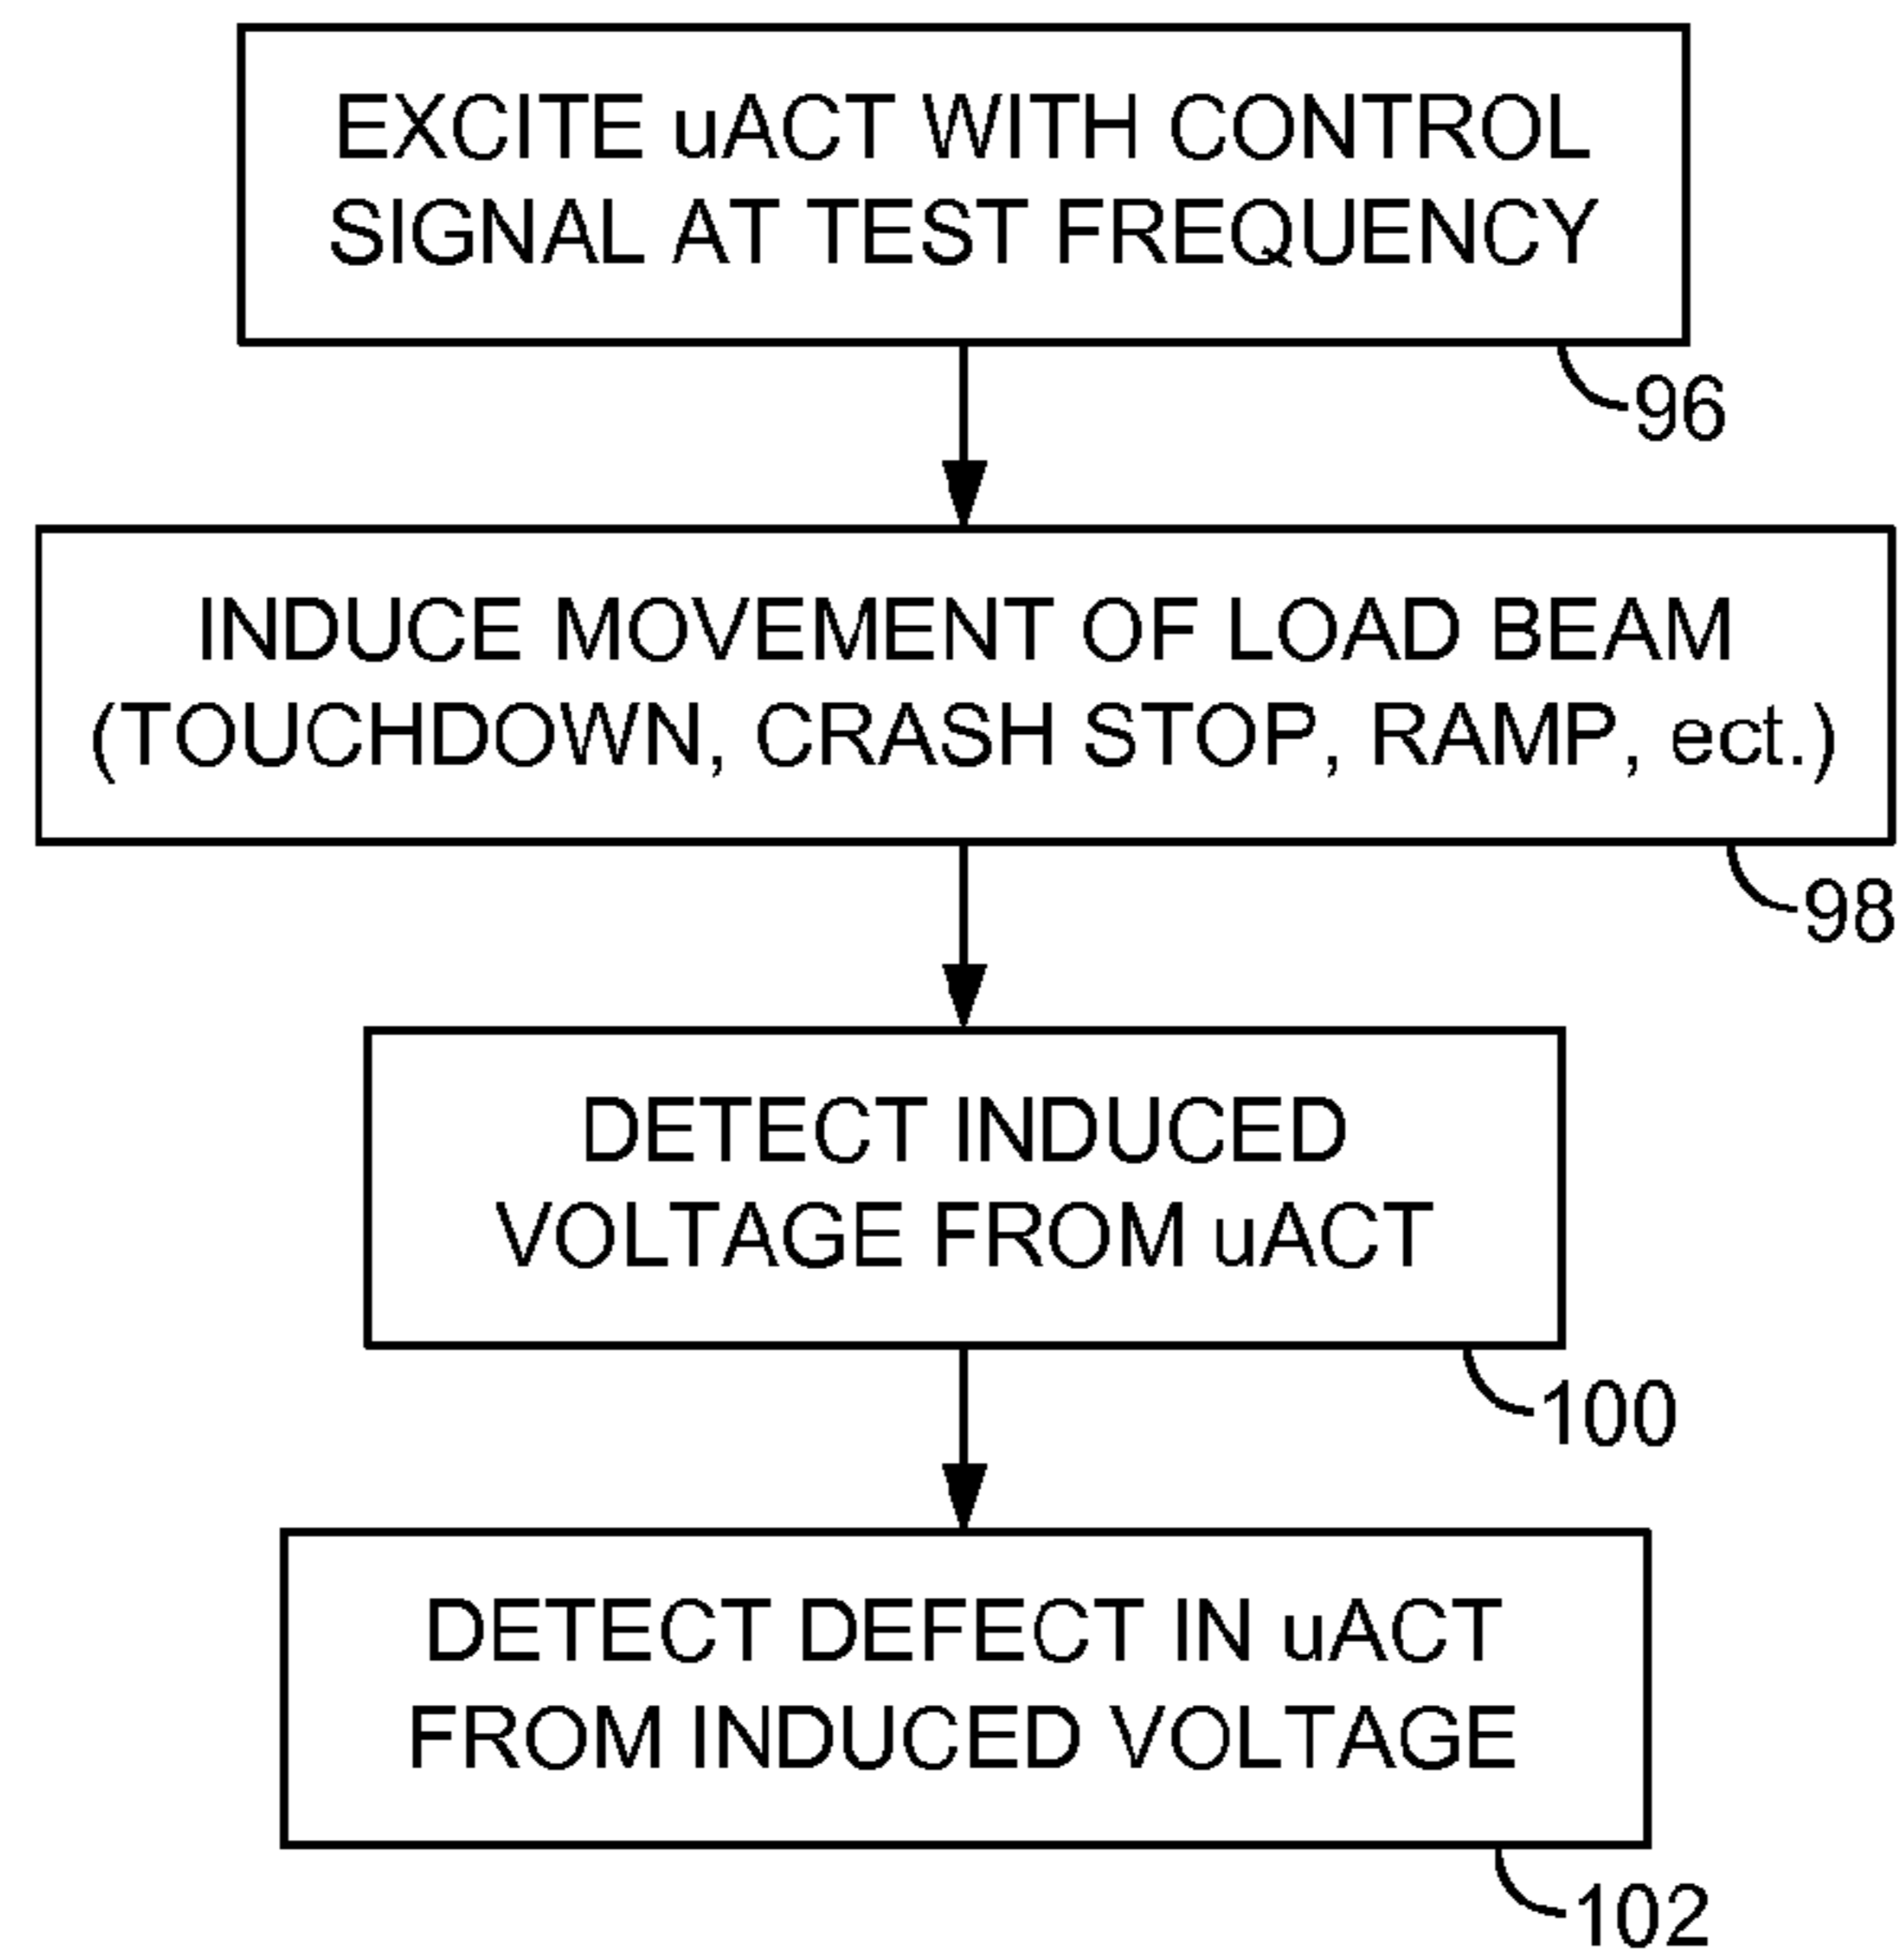 EXCITE uACT WITH CONTROL
SIGNAL AT TEST FREQUENCY
96
INDUCE MOVEMENT OF LOAD BEAM
(TOUCHDOWN, CRASH STOP, RAMP, ect.)
98
DETECT INDUCED
VOLTAGE FROM uACT
100
DETECT DEFECT IN uACT
FROM INDUCED VOLTAGE
102